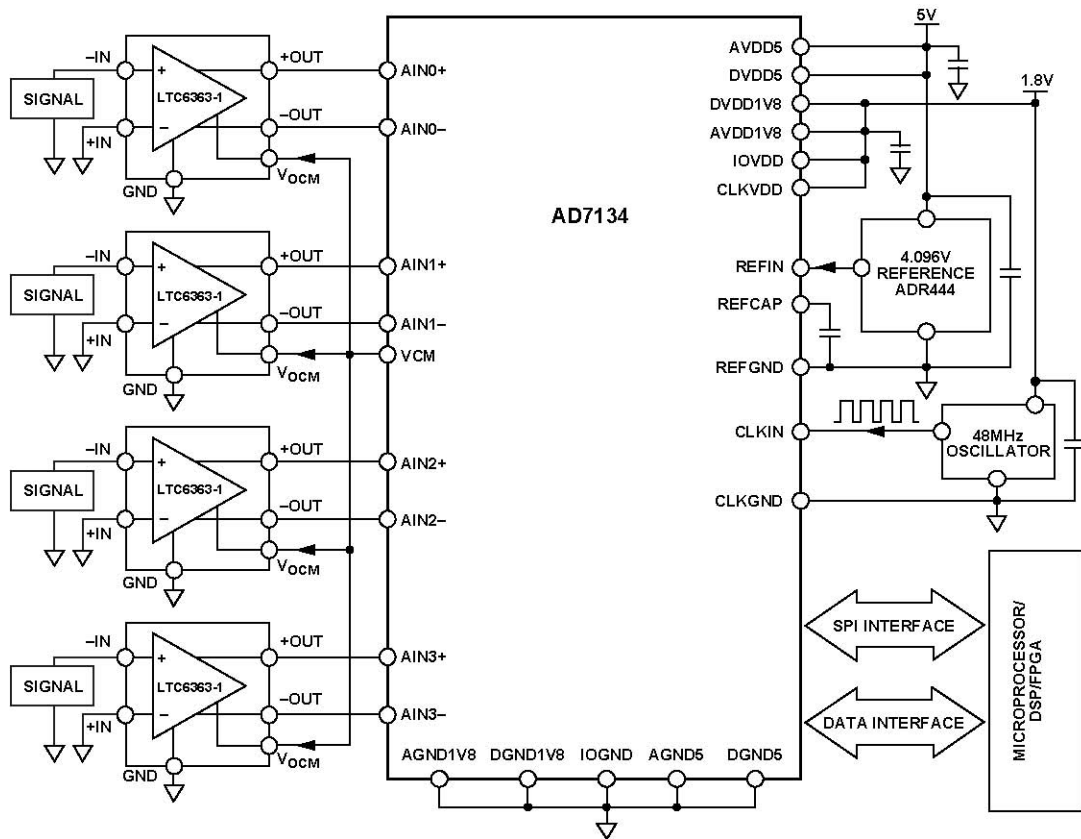 5V
1.8V
–IN
+OUT
SIGNAL
+
LTC6363-1
–
–OUT
+IN
GND
VOCM
–IN
+OUT
SIGNAL
+
LTC6363-1
–
–OUT
+IN
GND
VOCM
–IN
+OUT
SIGNAL
+
LTC6363-1
–
–OUT
+IN
GND
VOCM
–IN
+OUT
SIGNAL
+
LTC6363-1
–
–OUT
+IN
GND
VOCM
AIN0+
AIN0–
AIN1+
AIN1–
VCM
AIN2+
AIN2–
AIN3+
AIN3–
AD7134
AVDD5
DVDD5
DVDD1V8
AVDD1V8
IOVDD
CLKVDD
REFIN
REFCAP
REFGND
CLKIN
CLKGND
4.096V
REFERENCE
ADR444
48MHz
OSCILLATOR
SPI INTERFACE
DATA INTERFACE
MICROPROCESSOR/
DSP/FPGA
AGND1V8 DGND1V8 IOGND AGND5 DGND5